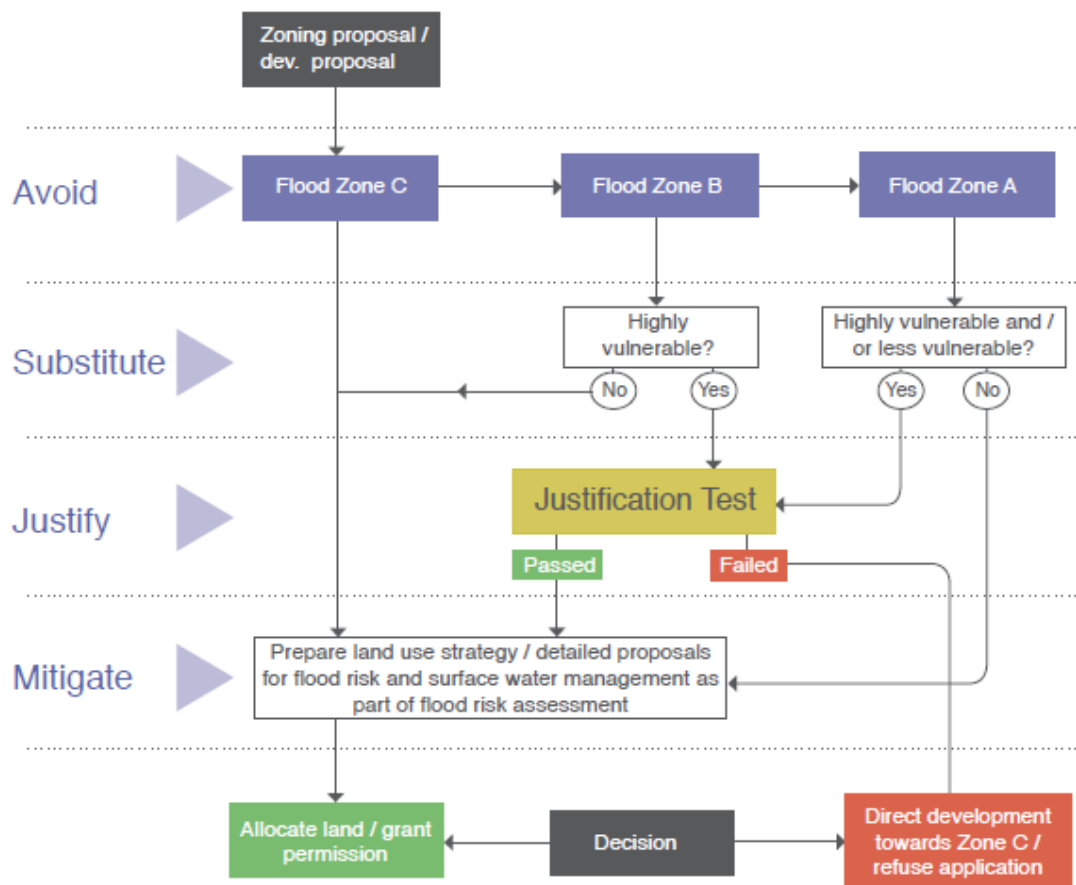 Zoning proposal /
dev. proposal
Avoid
Flood Zone C
Flood Zone B
Flood Zone A
Substitute
Highly
vulnerable?
No
Yes
Highly vulnerable and /
or less vulnerable?
Yes
No
Justify
Justification Test
Passed
Failed
Mitigate
Prepare land use strategy / detailed proposals
for flood risk and surface water management as
part of flood risk assessment
Allocate land / grant
permission
Decision
Direct development
towards Zone C /
refuse application